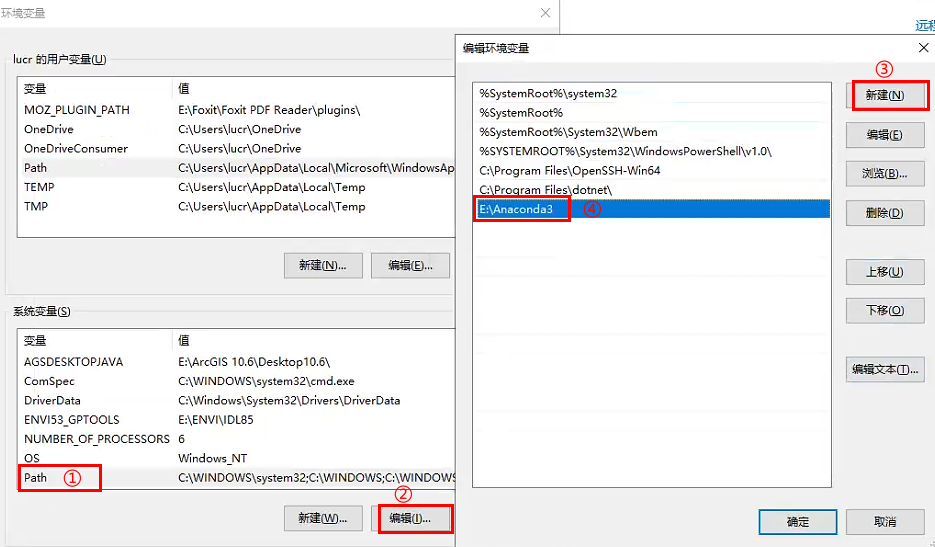 环境变量
远程
lucr 的用户变量(U)
变量 值
MOZ_PLUGIN_PATH E:\Foxit\Foxit PDF Reader\plugins\
OneDrive C:\Users\lucr\OneDrive
OneDriveConsumer C:\Users\lucr\OneDrive
Path C:\Users\lucr\AppData\Local\Microsoft\WindowsAp
TEMP C:\Users\lucr\AppData\Local\Temp
TMP C:\Users\lucr\AppData\Local\Temp
新建(N)... 编辑(E)...
系统变量(S)
变量 值
AGSDESKTOPJAVA E:\ArcGIS 10.6\Desktop10.6\
ComSpec C:\WINDOWS\system32\cmd.exe
DriverData C:\Windows\System32\Drivers\DriverData
ENVI53_GPTOOLS E:\ENVI\IDL85
NUMBER_OF_PROCESSORS 6
OS Windows_NT
Path ① C:\WINDOWS\system32;C:\WINDOWS;C:\WINDOWS
②
新建(W)... 编辑(I)...
编辑环境变量
%SystemRoot%\system32
%SystemRoot%
%SystemRoot%\System32\Wbem
%SYSTEMROOT%\System32\WindowsPowerShell\v1.0\
C:\Program Files\OpenSSH-Win64
C:\Program Files\dotnet\
E:\Anaconda3 ④
③
新建(N)
编辑(E)
浏览(B)...
删除(D)
上移(U)
下移(O)
编辑文本(T)...
确定 取消